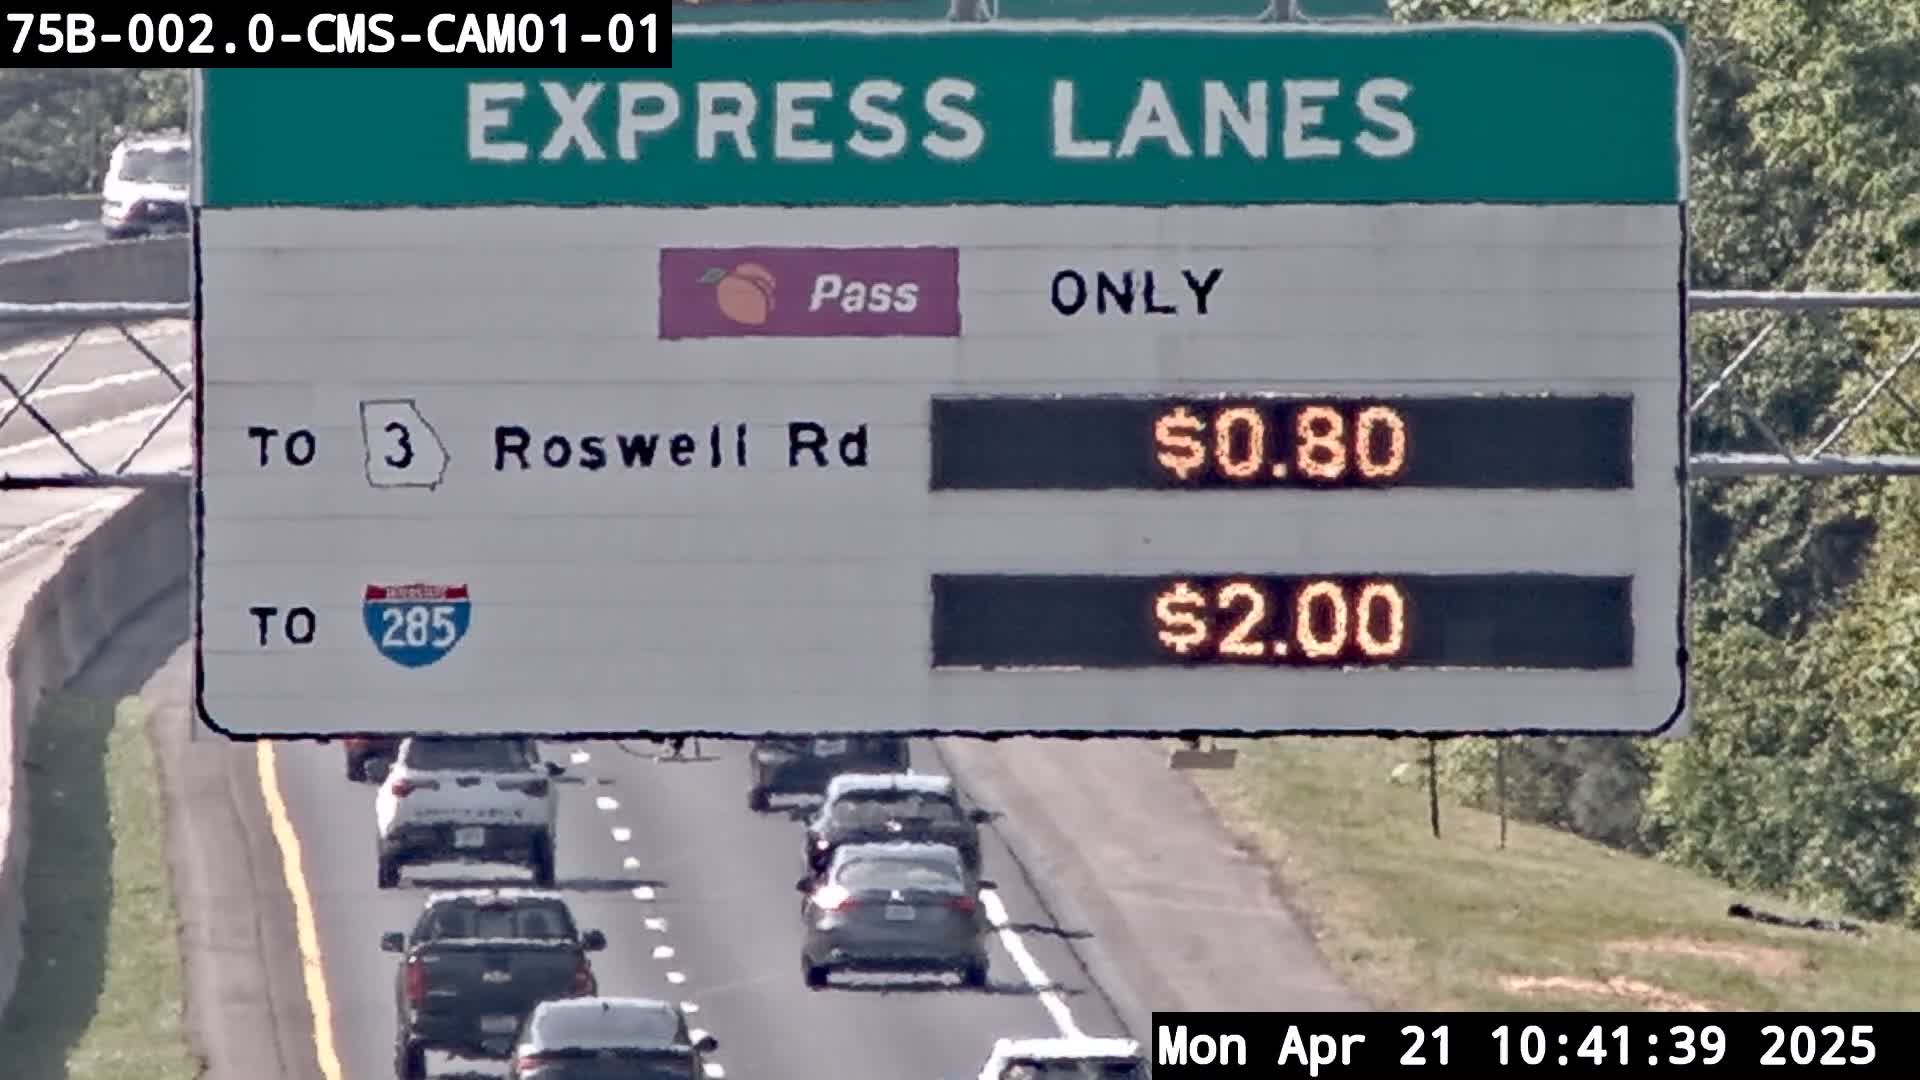 75B-002.0-CMS-CAM01-01
EXPRESS LANES
Pass ONLY
TO 3 Roswell Rd $0.80
INTERSTATE
TO 285 $2.00
Mon Apr 21 10:41:39 2025